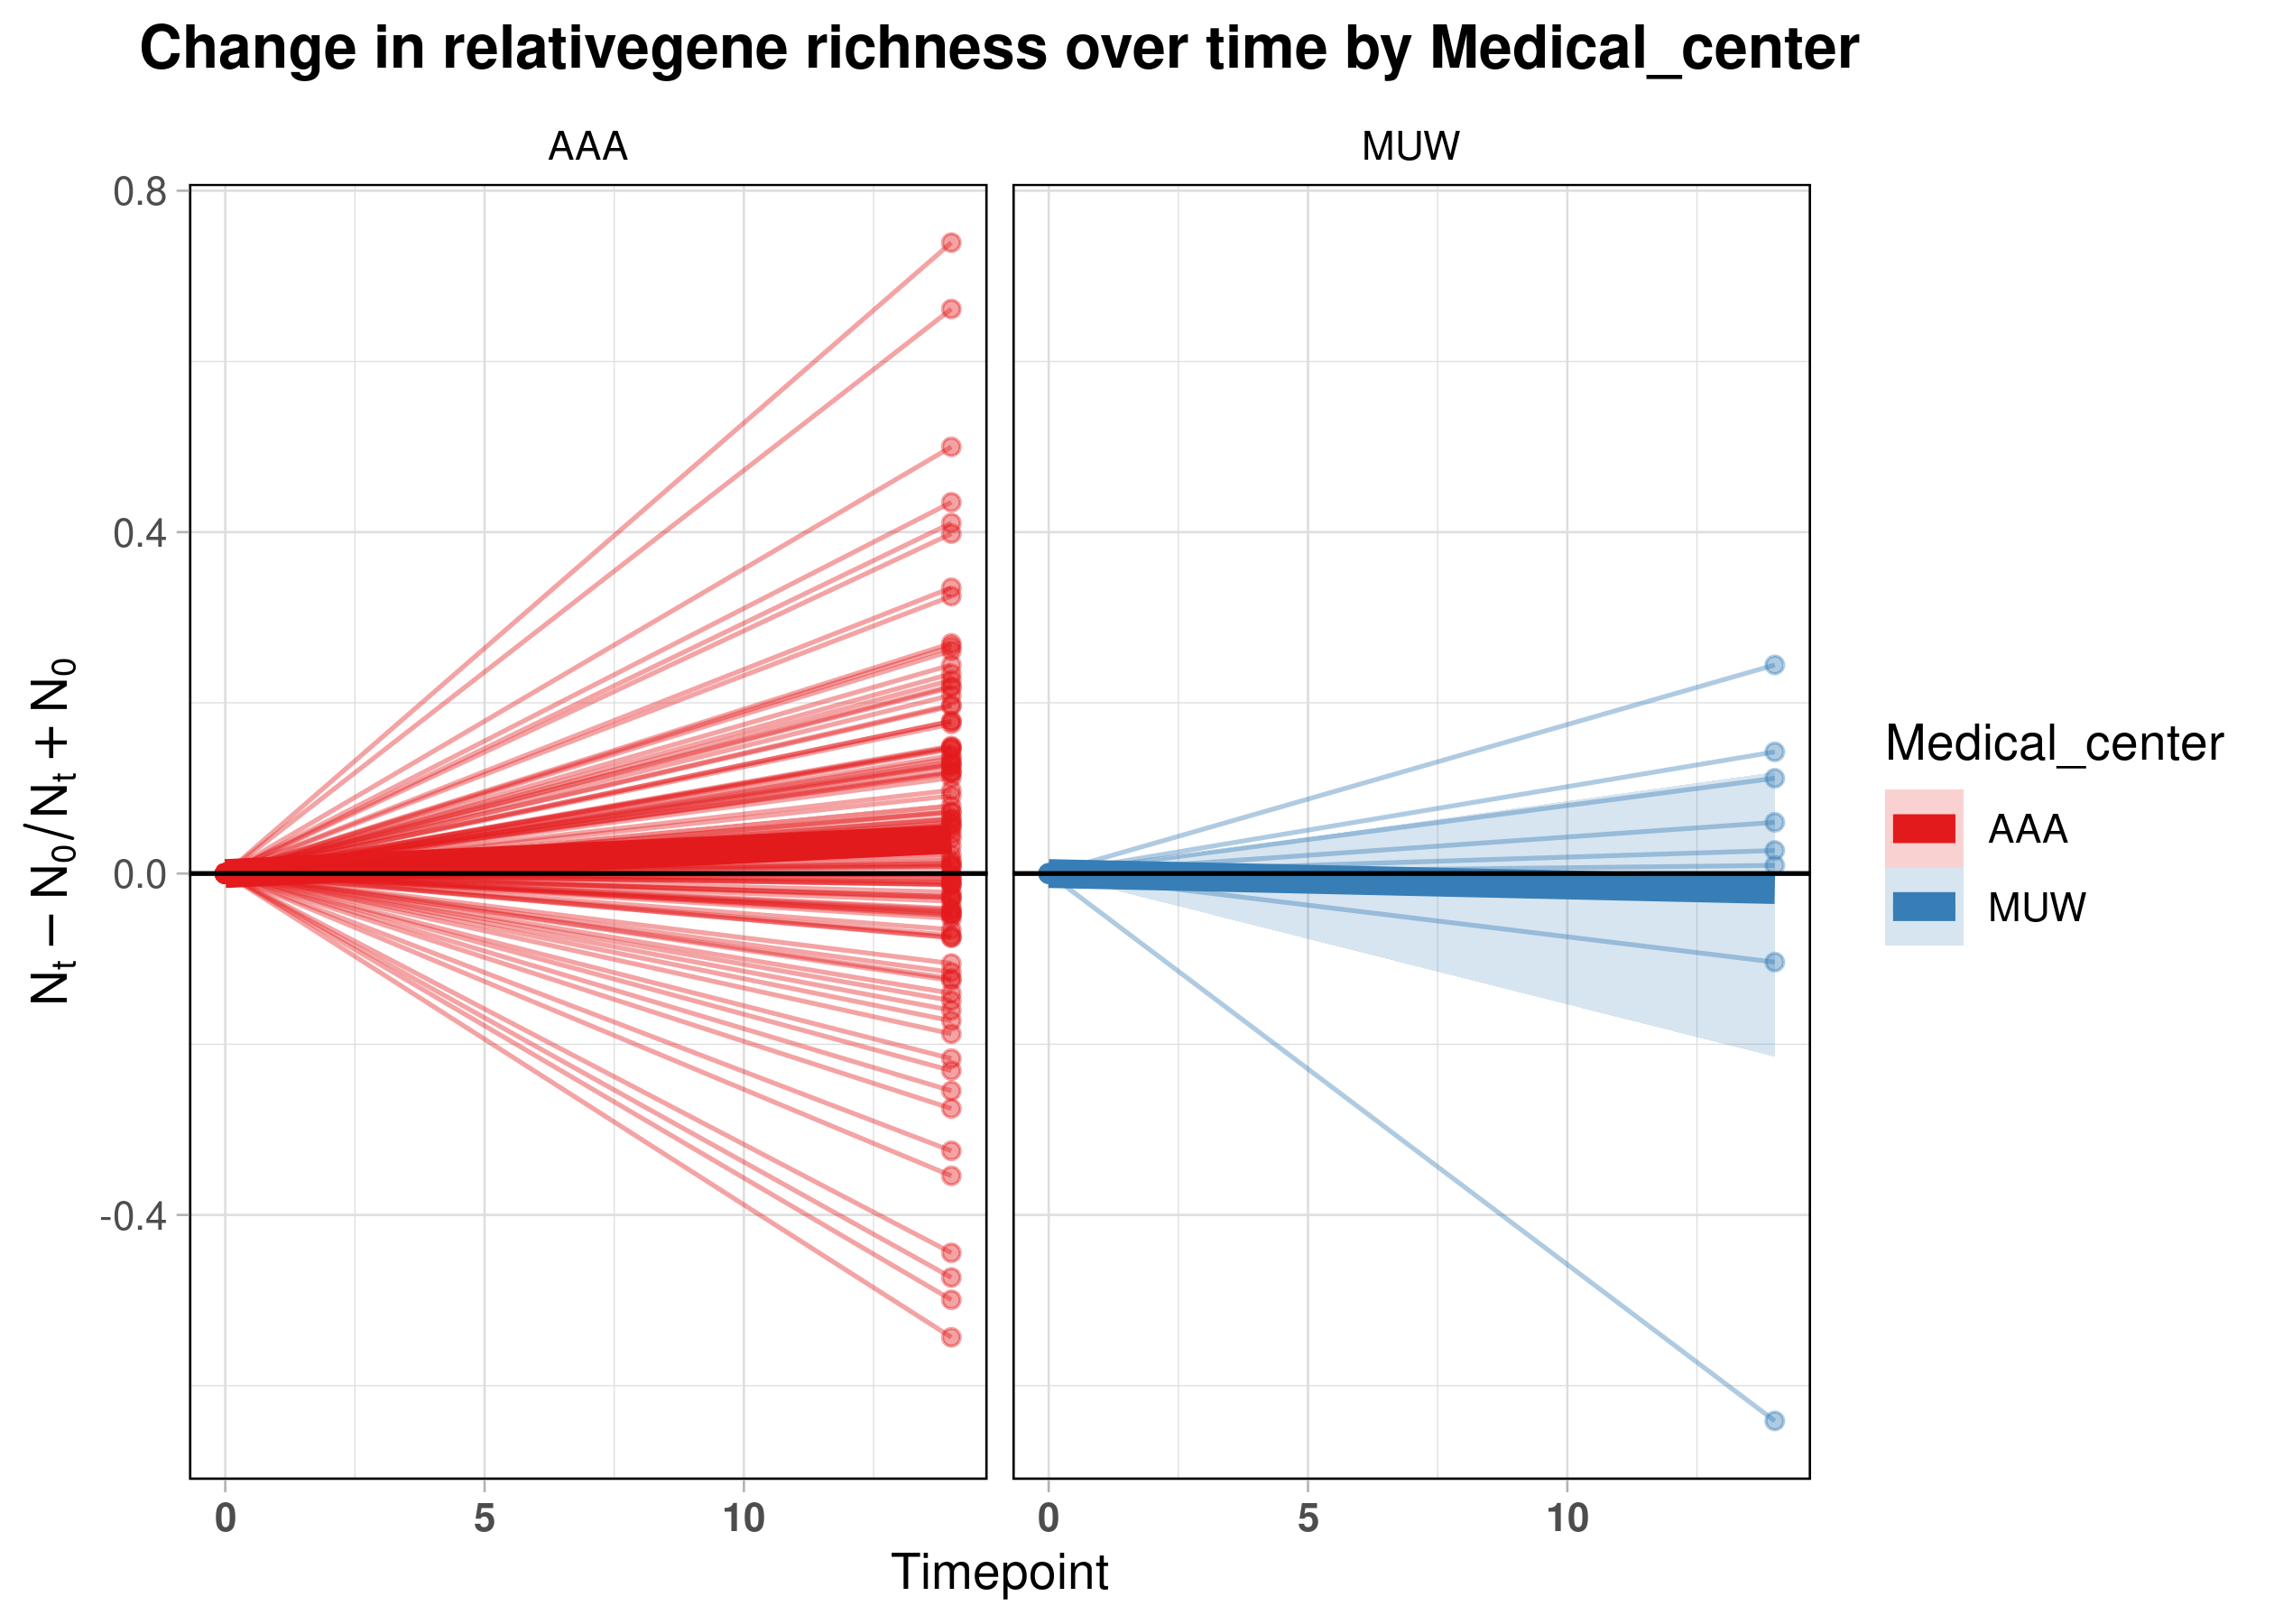 Change in relativegene richness over time by Medical_center
AAA
MUW
0.8
0.4
0.0
-0.4
Nt − N0/Nt + N0
0
5
10
0
5
10
Timepoint
Medical_center
AAA
MUW